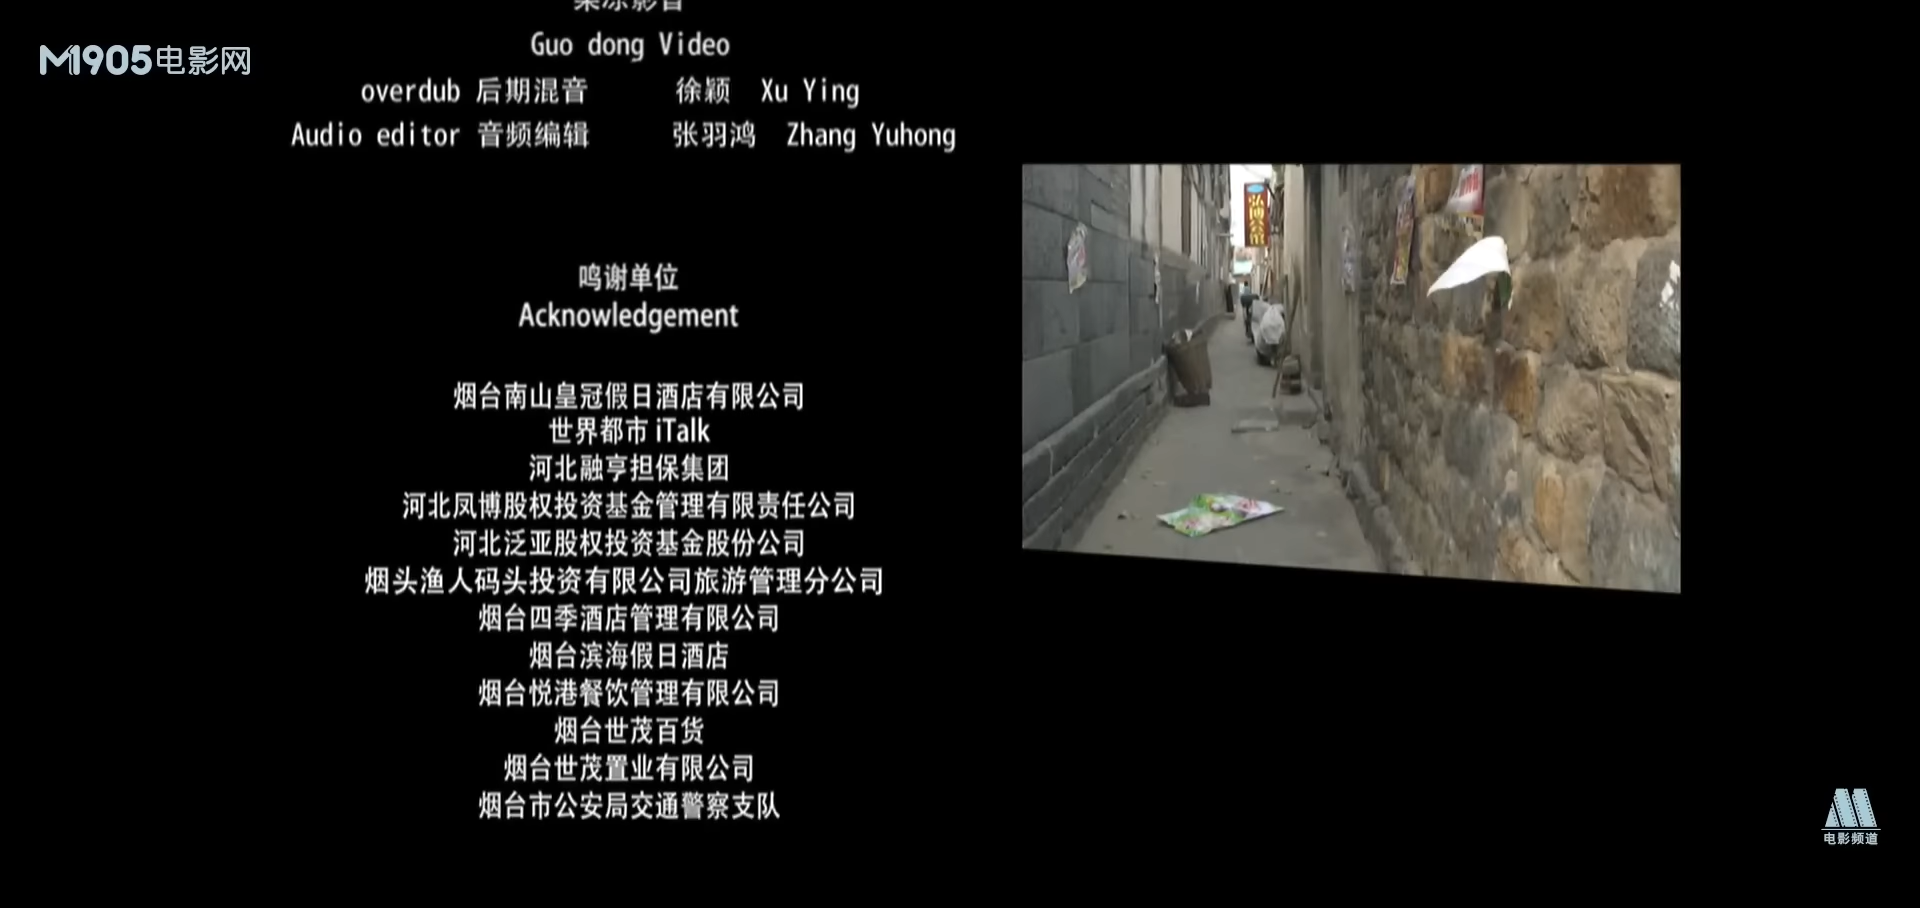 M1905电影网
Guo dong Video
overdub 后期混音 徐颖 Xu Ying
Audio editor 音频编辑 张羽鸿 Zhang Yuhong
鸣谢单位
Acknowledgement
烟台南山皇冠假日酒店有限公司
世界都市 iTalk
河北融亨担保集团
河北凤博股权投资基金管理有限责任公司
河北泛亚股权投资基金股份公司
烟头渔人码头投资有限公司旅游管理分公司
烟台四季酒店管理有限公司
烟台滨海假日酒店
烟台悦港餐饮管理有限公司
烟台世茂百货
烟台世茂置业有限公司
烟台市公安局交通警察支队
弘博会馆
电影频道